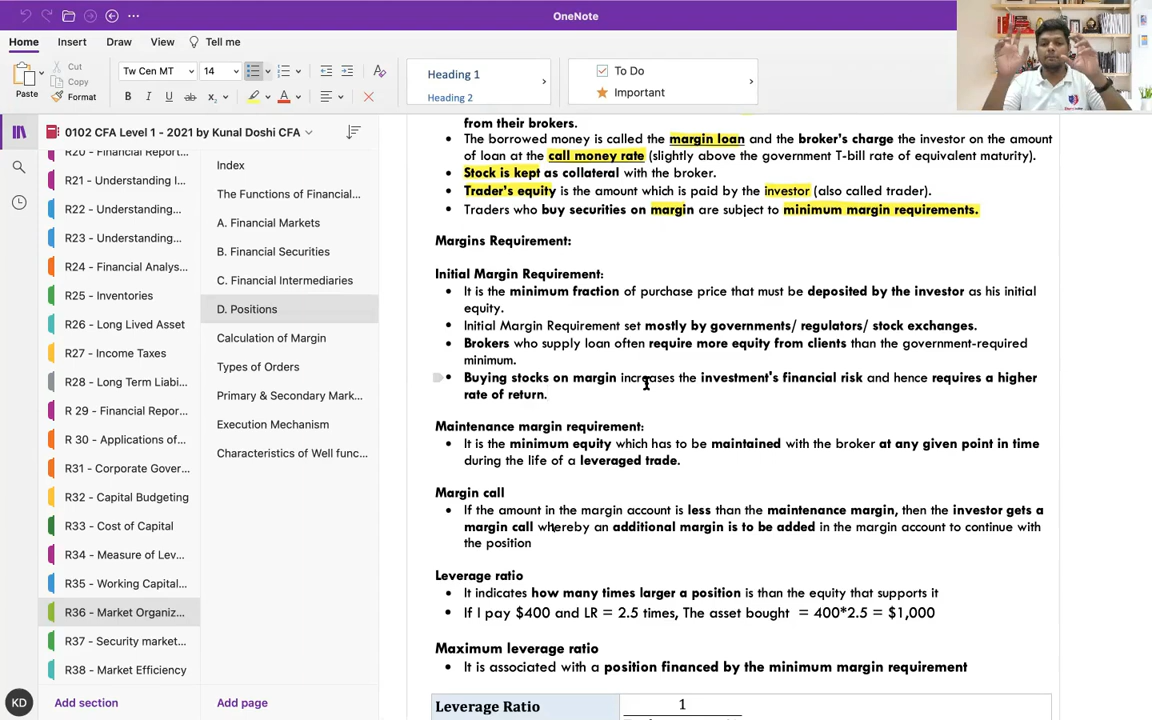 OneNote
Home Insert Draw View Tell me
Paste
Cut
Copy
Format
Tw Cen MT 14
B I U ab x₂ A
Heading 1
Heading 2
To Do
Important
0102 CFA Level 1 - 2021 by Kunal Doshi CFA
R20 - Financial Report...
R21 - Understanding I...
R22 - Understanding...
R23 - Understanding...
R24 - Financial Analys...
R25 - Inventories
R26 - Long Lived Asset
R27 - Income Taxes
R28 - Long Term Liabi...
R 29 - Financial Repor...
R 30 - Applications of...
R31 - Corporate Gover...
R32 - Capital Budgeting
R33 - Cost of Capital
R34 - Measure of Lev...
R35 - Working Capital...
R36 - Market Organiz...
R37 - Security market...
R38 - Market Efficiency
KD
Add section
Index
The Functions of Financial...
A. Financial Markets
B. Financial Securities
C. Financial Intermediaries
D. Positions
Calculation of Margin
Types of Orders
Primary & Secondary Mark...
Execution Mechanism
Characteristics of Well func...
Add page
from their brokers.
• The borrowed money is called the margin loan and the broker's charge the investor on the amount
of loan at the call money rate (slightly above the government T-bill rate of equivalent maturity).
• Stock is kept as collateral with the broker.
• Trader's equity is the amount which is paid by the investor (also called trader).
• Traders who buy securities on margin are subject to minimum margin requirements.
Margins Requirement:
Initial Margin Requirement:
• It is the minimum fraction of purchase price that must be deposited by the investor as his initial
equity.
• Initial Margin Requirement set mostly by governments/ regulators/ stock exchanges.
• Brokers who supply loan often require more equity from clients than the government-required
minimum.
• Buying stocks on margin increases the investment's financial risk and hence requires a higher
rate of return.
Maintenance margin requirement:
• It is the minimum equity which has to be maintained with the broker at any given point in time
during the life of a leveraged trade.
Margin call
• If the amount in the margin account is less than the maintenance margin, then the investor gets a
margin call whereby an additional margin is to be added in the margin account to continue with
the position
Leverage ratio
• It indicates how many times larger a position is than the equity that supports it
• If I pay $400 and LR = 2.5 times, The asset bought = 400*2.5 = $1,000
Maximum leverage ratio
• It is associated with a position financed by the minimum margin requirement
Leverage Ratio
1